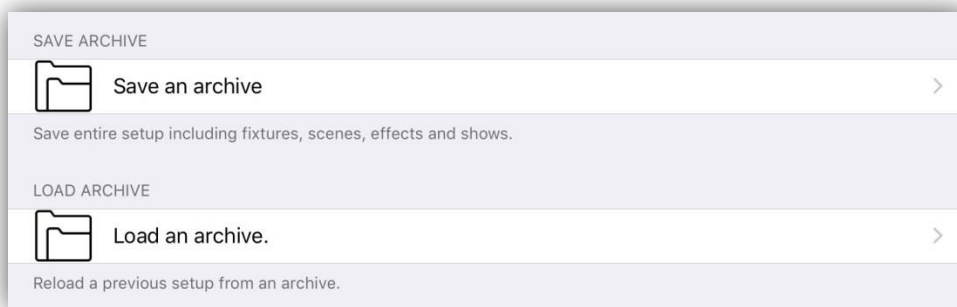 SAVE ARCHIVE
Save an archive
Save entire setup including fixtures, scenes, effects and shows.
LOAD ARCHIVE
Load an archive.
Reload a previous setup from an archive.